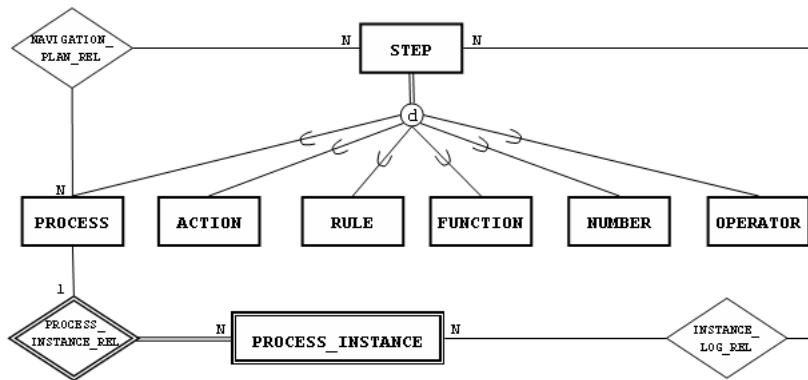 NAVIGATION_
PLAN_REL
N
STEP
N
d
N
PROCESS
ACTION
RULE
FUNCTION
NUMBER
OPERATOR
1
PROCESS_
INSTANCE_REL
N
PROCESS_INSTANCE
N
INSTANCE_
LOG_REL